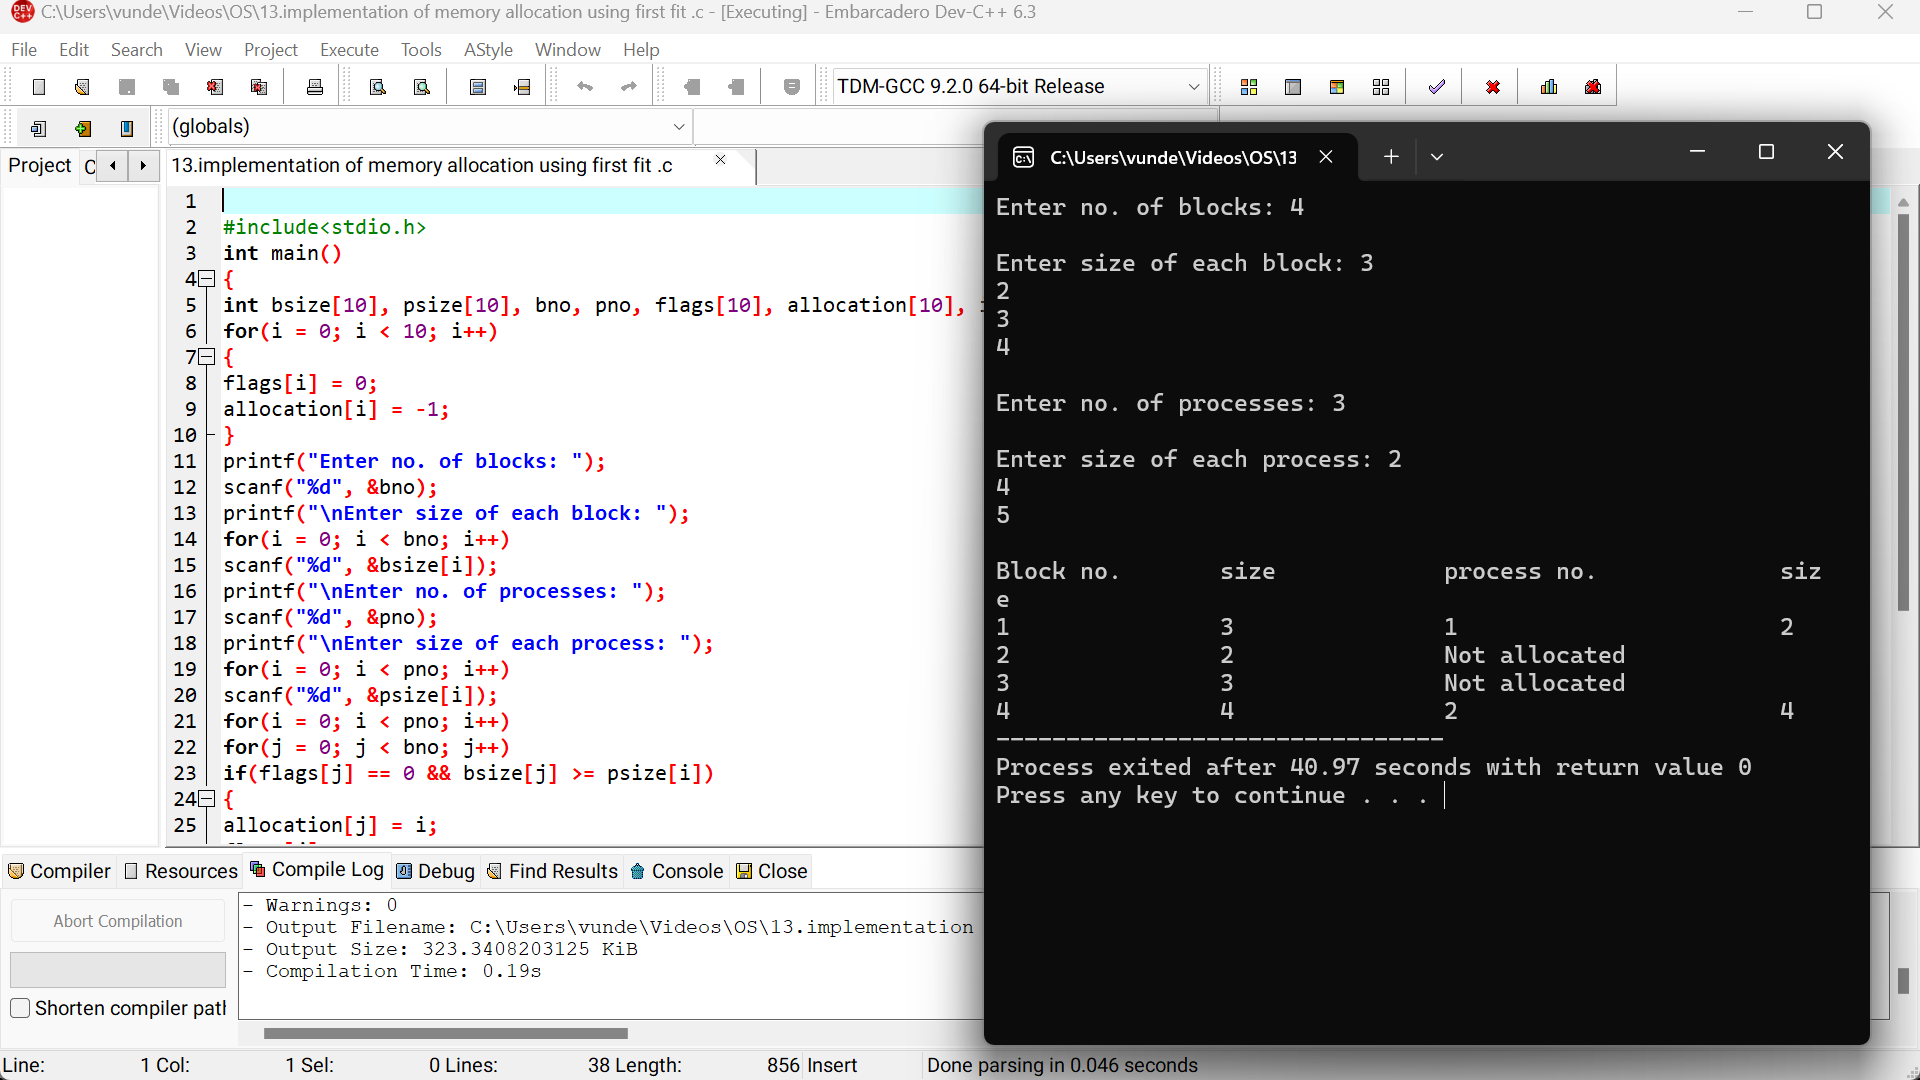 C:\Users\vunde\Videos\OS\13.implementation of memory allocation using first fit .c - [Executing] - Embarcadero Dev-C++ 6.3
File Edit Search View Project Execute Tools AStyle Window Help
TDM-GCC 9.2.0 64-bit Release
(globals)
Project
13.implementation of memory allocation using first fit .c
1
2 #include<stdio.h>
3 int main()
4 {
5 int bsize[10], psize[10], bno, pno, flags[10], allocation[10],
6 for(i = 0; i < 10; i++)
7 {
8 flags[i] = 0;
9 allocation[i] = -1;
10 }
11 printf("Enter no. of blocks: ");
12 scanf("%d", &bno);
13 printf("\nEnter size of each block: ");
14 for(i = 0; i < bno; i++)
15 scanf("%d", &bsize[i]);
16 printf("\nEnter no. of processes: ");
17 scanf("%d", &pno);
18 printf("\nEnter size of each process: ");
19 for(i = 0; i < pno; i++)
20 scanf("%d", &psize[i]);
21 for(i = 0; i < pno; i++)
22 for(j = 0; j < bno; j++)
23 if(flags[j] == 0 && bsize[j] >= psize[i])
24 {
25 allocation[j] = i;
C:\Users\vunde\Videos\OS\13
Enter no. of blocks: 4
Enter size of each block: 3
2
3
4
Enter no. of processes: 3
Enter size of each process: 2
4
5
Block no. size process no. siz
e
1 3 1 2
2 2 Not allocated
3 3 Not allocated
4 4 2 4
--------------------------------
Process exited after 40.97 seconds with return value 0
Press any key to continue . . .
Compiler Resources Compile Log Debug Find Results Console Close
Abort Compilation
Shorten compiler path
- Warnings: 0
- Output Filename: C:\Users\vunde\Videos\OS\13.implementation
- Output Size: 323.3408203125 KiB
- Compilation Time: 0.19s
Line: 1 Col: 1 Sel: 0 Lines: 38 Length: 856 Insert Done parsing in 0.046 seconds